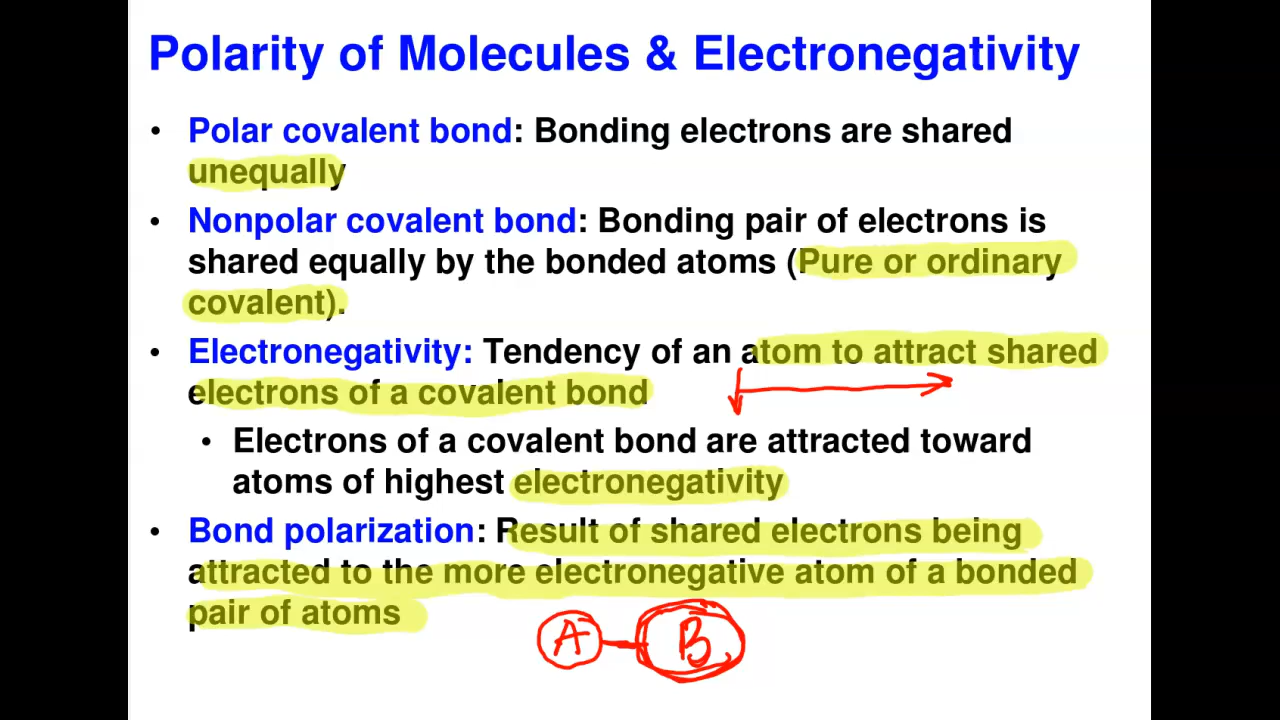 Polarity of Molecules & Electronegativity
• Polar covalent bond: Bonding electrons are shared
unequally
• Nonpolar covalent bond: Bonding pair of electrons is
shared equally by the bonded atoms (Pure or ordinary
covalent).
• Electronegativity: Tendency of an atom to attract shared
electrons of a covalent bond
• Electrons of a covalent bond are attracted toward
atoms of highest electronegativity
• Bond polarization: Result of shared electrons being
attracted to the more electronegative atom of a bonded
pair of atoms
A B